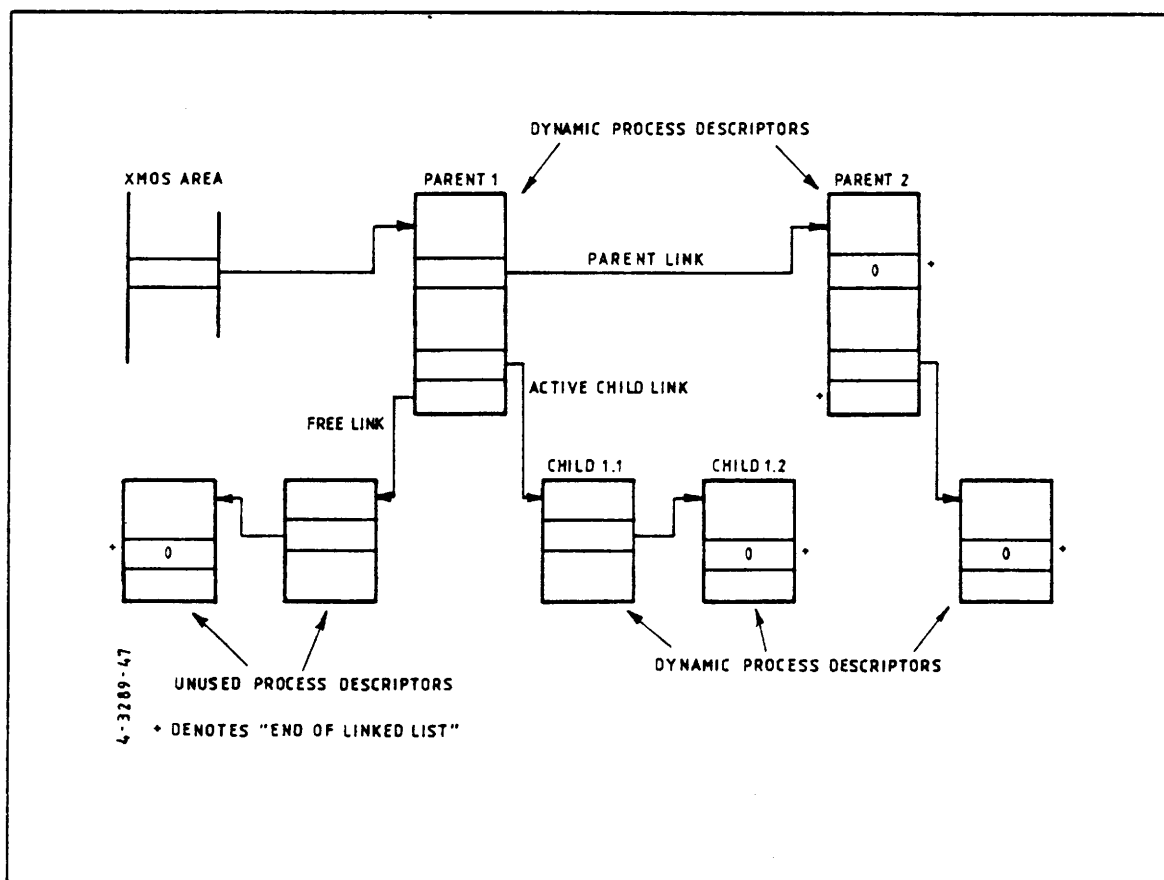 DYNAMIC PROCESS DESCRIPTORS
XMOS AREA
PARENT 1
PARENT 2
PARENT LINK
0
+
ACTIVE CHILD LINK
+
FREE LINK
CHILD 1.1
CHILD 1.2
+
0
0
+
0
+
DYNAMIC PROCESS DESCRIPTORS
UNUSED PROCESS DESCRIPTORS
4-3289-47
+ DENOTES "END OF LINKED LIST"